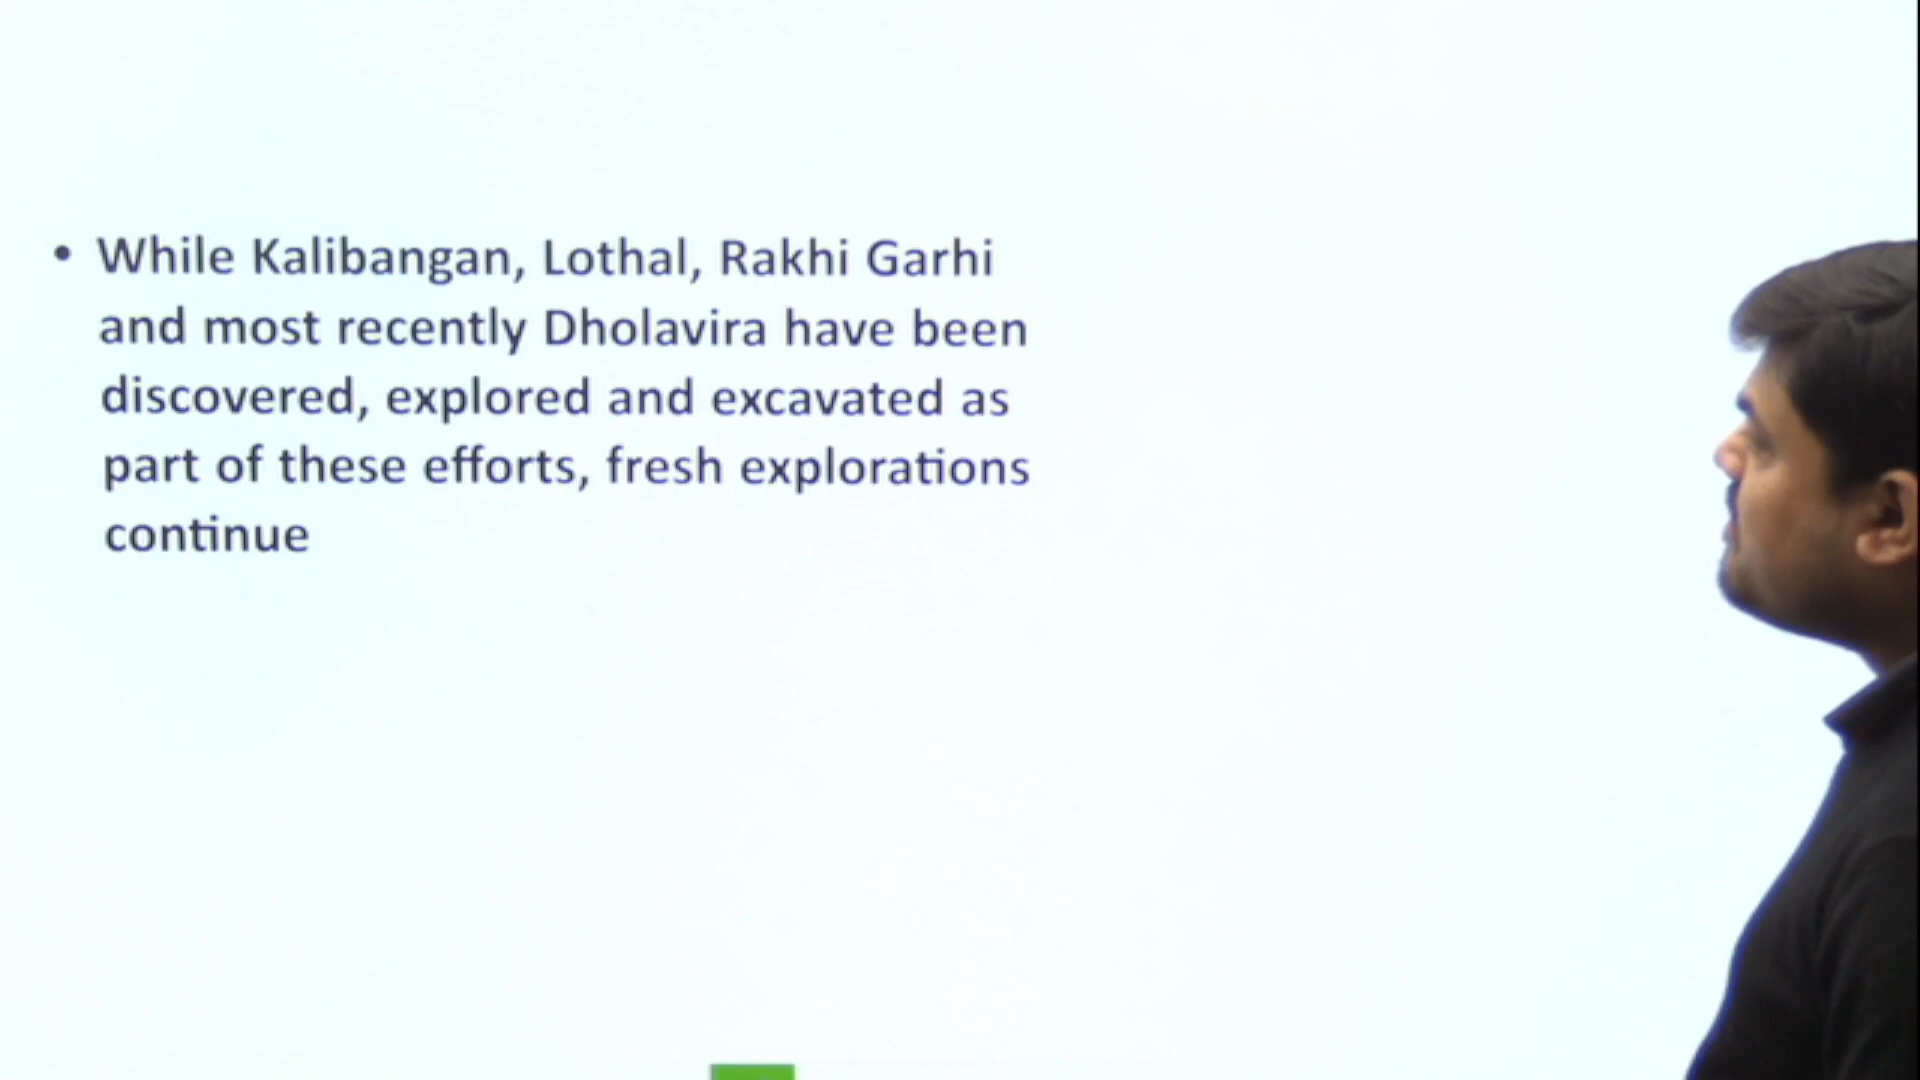 • While Kalibangan, Lothal, Rakhi Garhi
and most recently Dholavira have been
discovered, explored and excavated as
part of these efforts, fresh explorations
continue